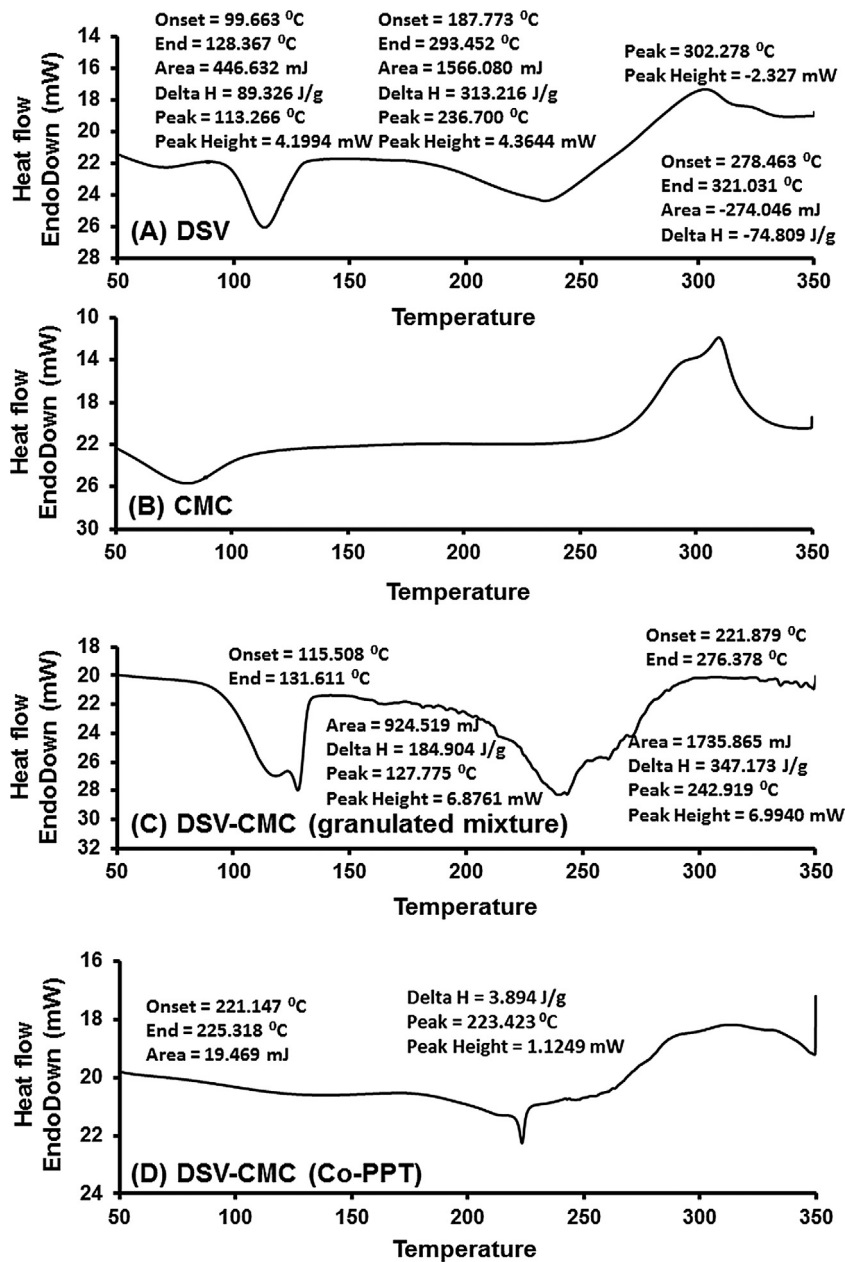 Onset = 99.663 ⁰C
End = 128.367 ⁰C
Area = 446.632 mJ
Delta H = 89.326 J/g
Peak = 113.266 ⁰C
Peak Height = 4.1994 mW
Onset = 187.773 ⁰C
End = 293.452 ⁰C
Area = 1566.080 mJ
Delta H = 313.216 J/g
Peak = 236.700 ⁰C
Peak Height = 4.3644 mW
Peak = 302.278 ⁰C
Peak Height = -2.327 mW
Onset = 278.463 ⁰C
End = 321.031 ⁰C
Area = -274.046 mJ
Delta H = -74.809 J/g
Heat flow
EndoDown (mW)
14
16
18
20
22
24
26
28
(A) DSV
50 100 150 200 250 300 350
Temperature
Heat flow
EndoDown (mW)
10
14
18
22
26
30
(B) CMC
50 100 150 200 250 300 350
Temperature
Heat flow
EndoDown (mW)
18
20
22
24
26
28
30
32
Onset = 115.508 ⁰C
End = 131.611 ⁰C
Area = 924.519 mJ
Delta H = 184.904 J/g
Peak = 127.775 ⁰C
Peak Height = 6.8761 mW
Onset = 221.879 ⁰C
End = 276.378 ⁰C
Area = 1735.865 mJ
Delta H = 347.173 J/g
Peak = 242.919 ⁰C
Peak Height = 6.9940 mW
(C) DSV-CMC (granulated mixture)
50 100 150 200 250 300 350
Temperature
Heat flow
EndoDown (mW)
16
18
20
22
24
Onset = 221.147 ⁰C
End = 225.318 ⁰C
Area = 19.469 mJ
Delta H = 3.894 J/g
Peak = 223.423 ⁰C
Peak Height = 1.1249 mW
(D) DSV-CMC (Co-PPT)
50 100 150 200 250 300 350
Temperature